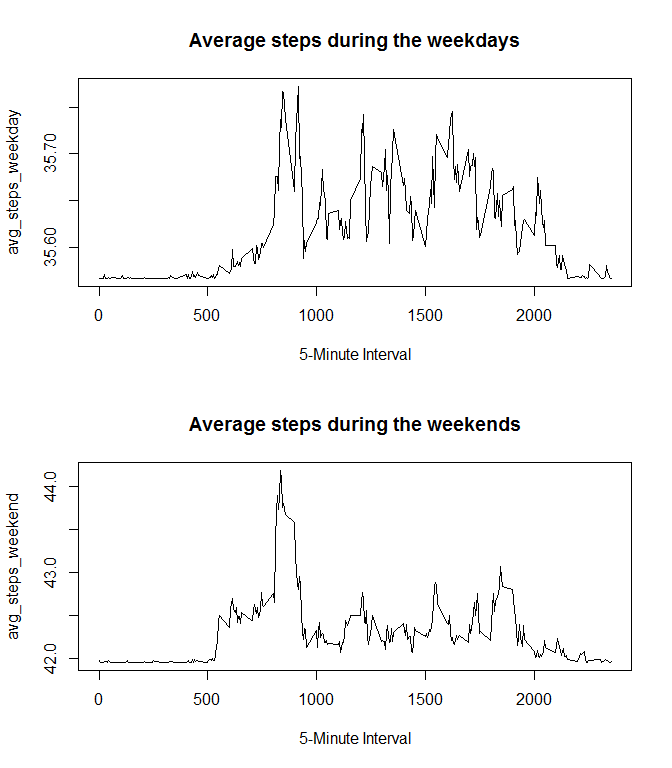 Average steps during the weekdays
avg_steps_weekday
35.70
35.60
0 500 1000 1500 2000
5-Minute Interval
Average steps during the weekends
avg_steps_weekend
44.0
43.0
42.0
0 500 1000 1500 2000
5-Minute Interval